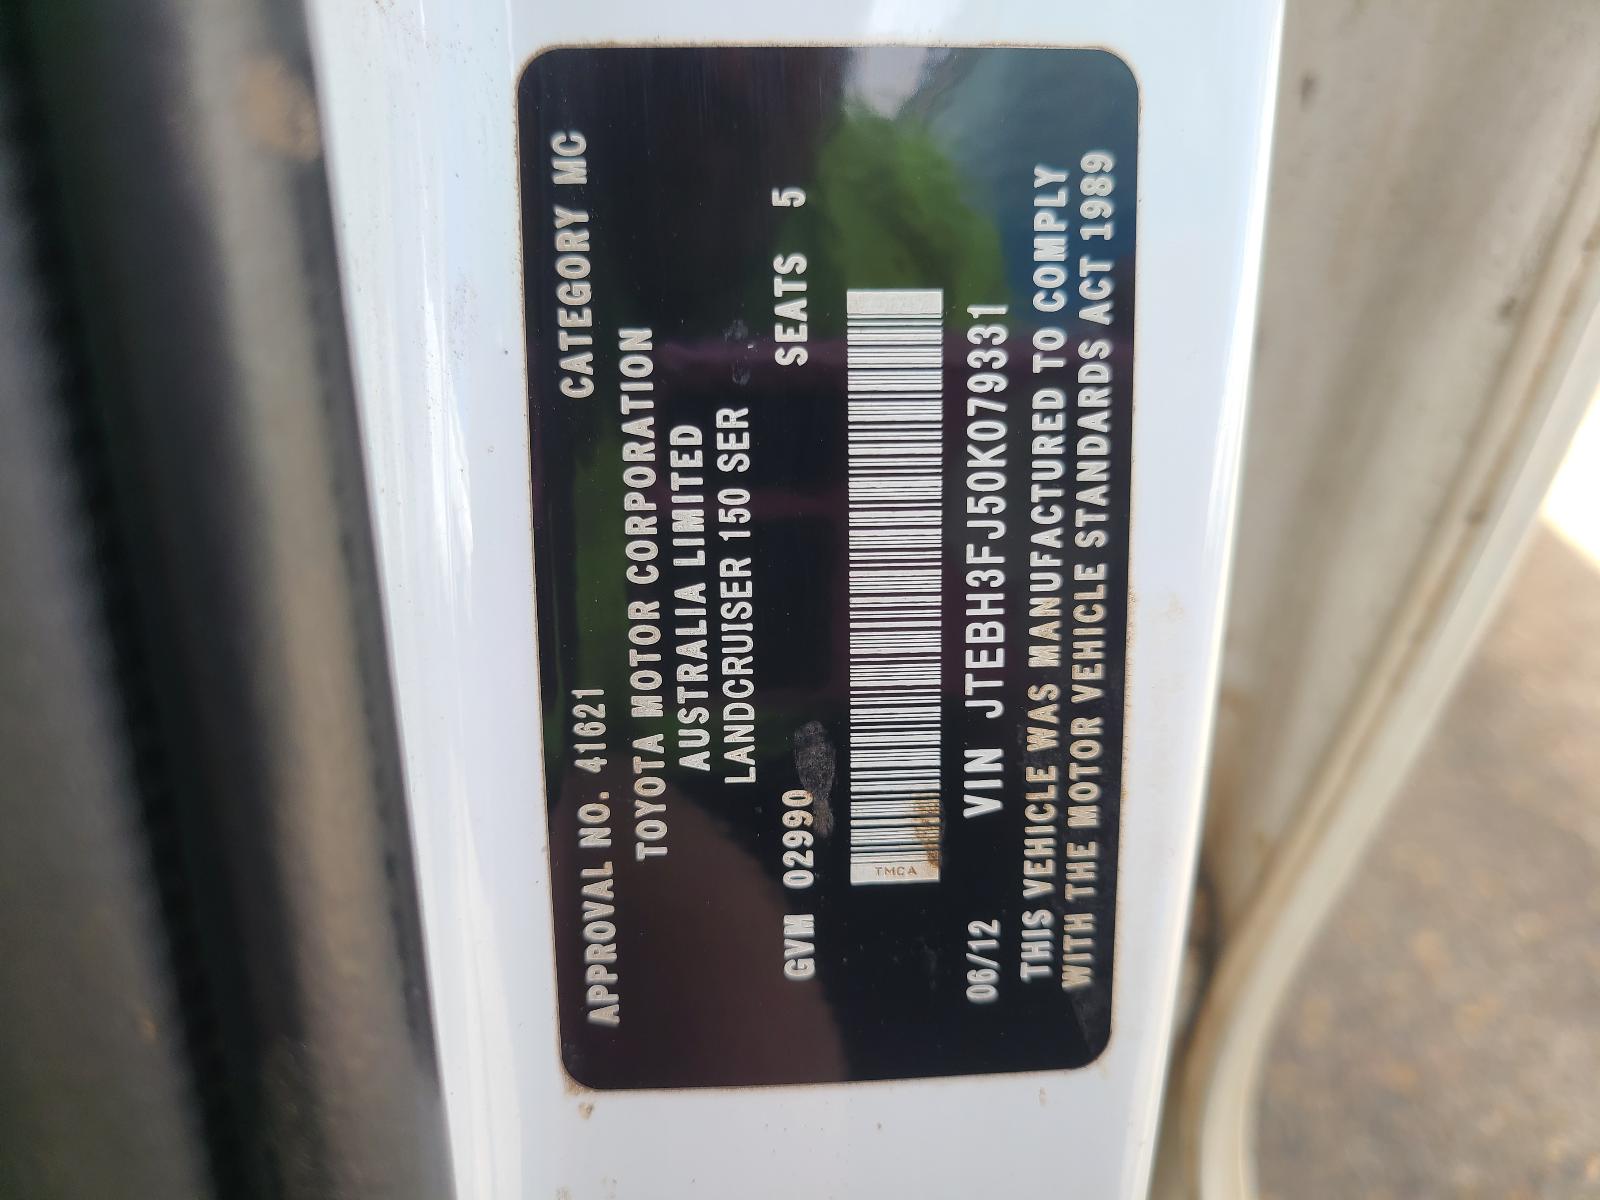 APPROVAL NO. 41621 CATEGORY MC
TOYOTA MOTOR CORPORATION
AUSTRALIA LIMITED
LANDCRUISER 150 SER
GVM 02990 SEATS 5
TMCA
06/12 VIN JTEBH3FJ50K079331
THIS VEHICLE WAS MANUFACTURED TO COMPLY
WITH THE MOTOR VEHICLE STANDARDS ACT 1989